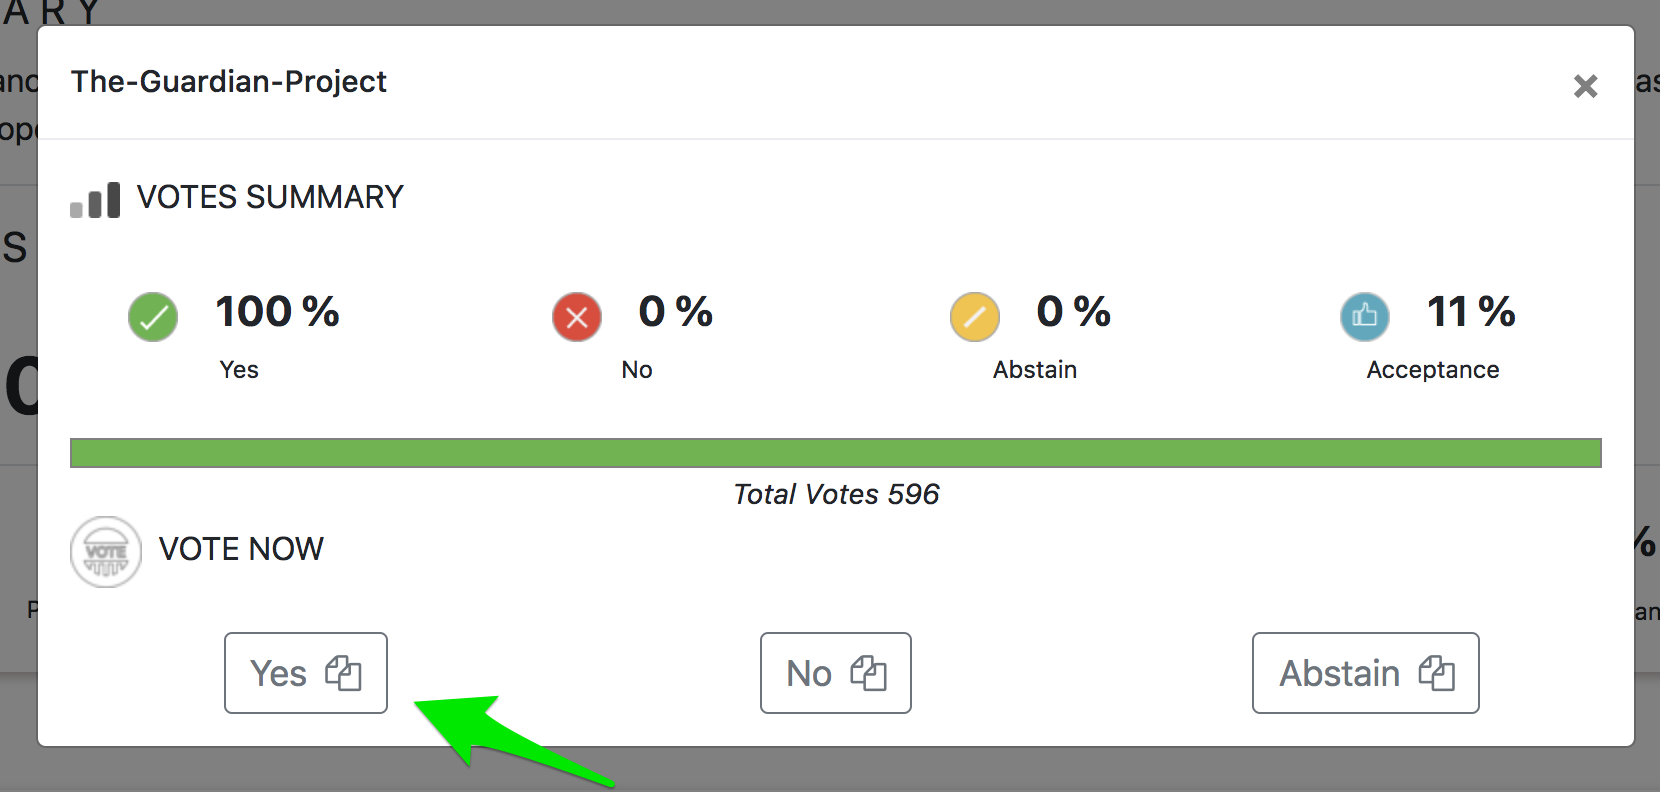 ARY
The-Guardian-Project
as
S
VOTES SUMMARY
100 %
Yes
0 %
No
0 %
Abstain
11 %
Acceptance
Total Votes 596
VOTE
VOTE NOW
%
P
Yes
No
Abstain